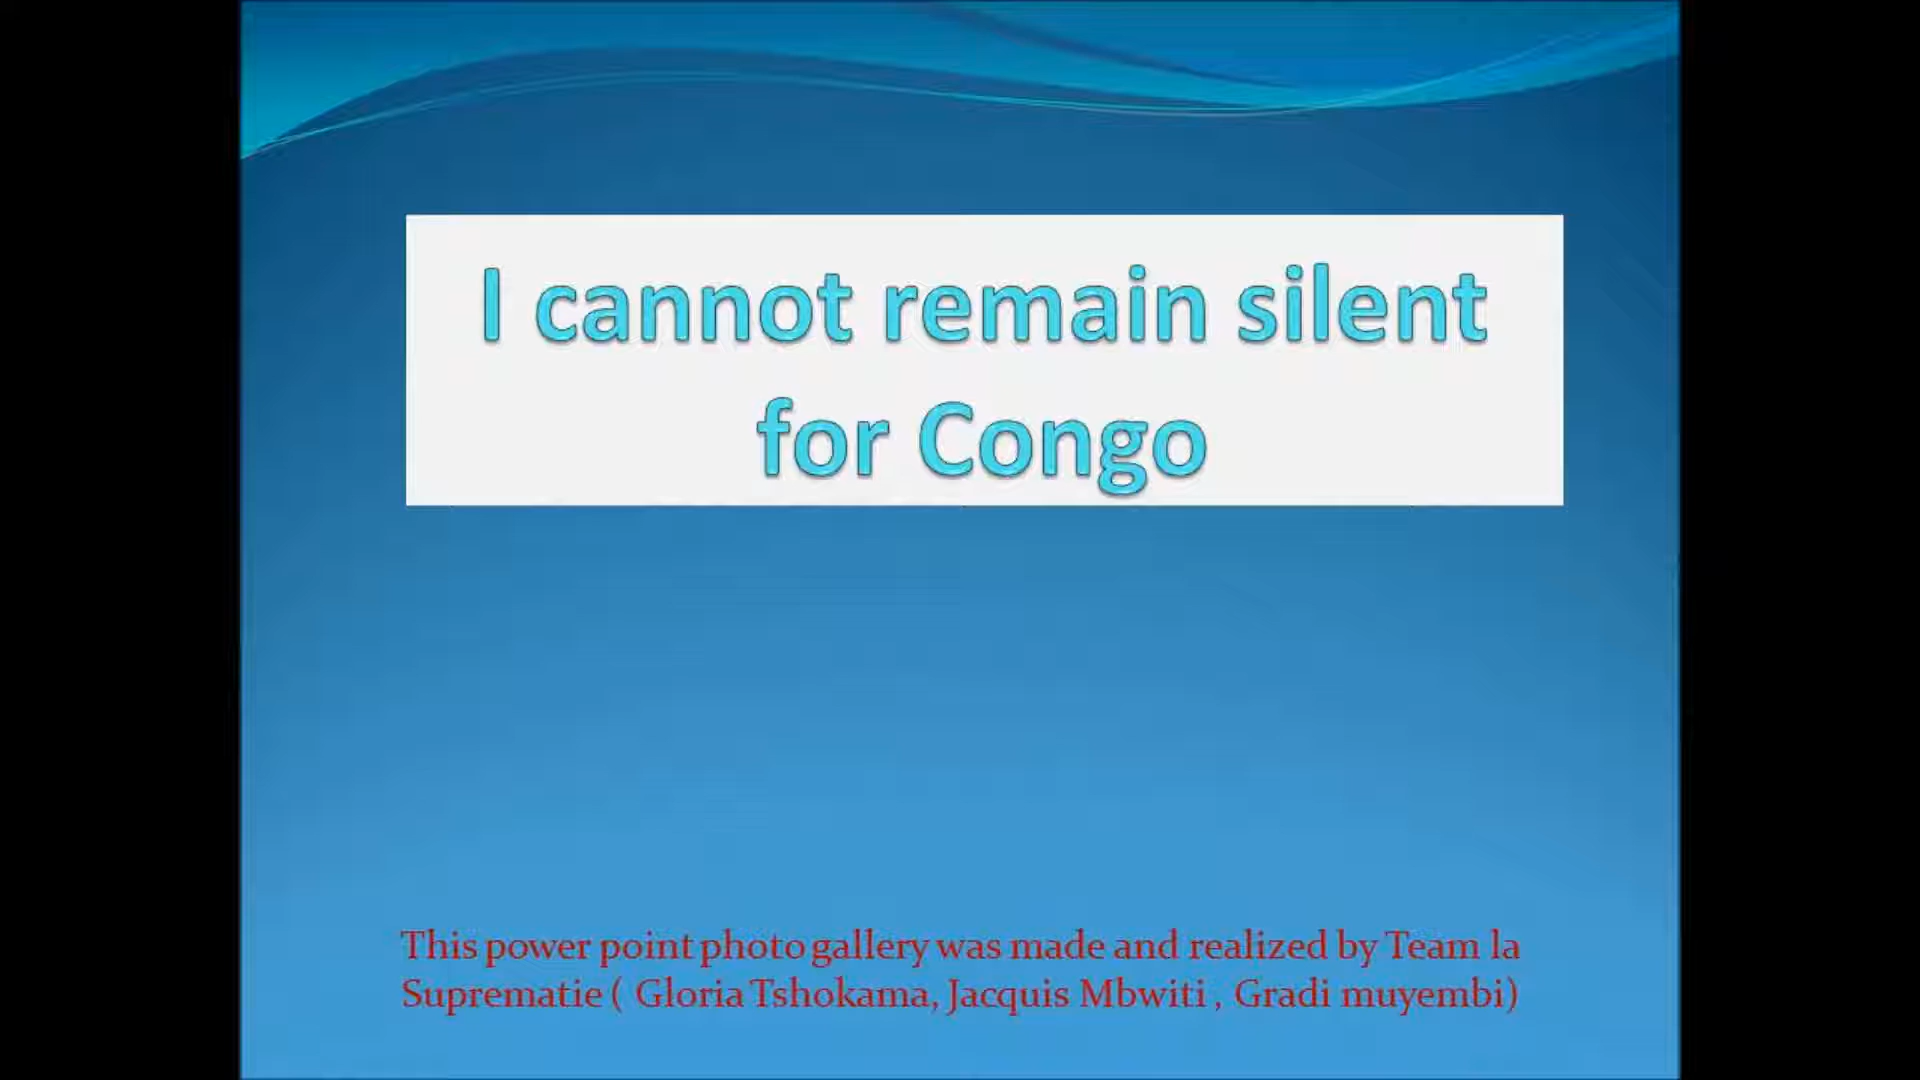 I cannot remain silent
for Congo
This power point photo gallery was made and realized by Team la
Suprematie ( Gloria Tshokama, Jacquis Mbwiti , Gradi muyembi)